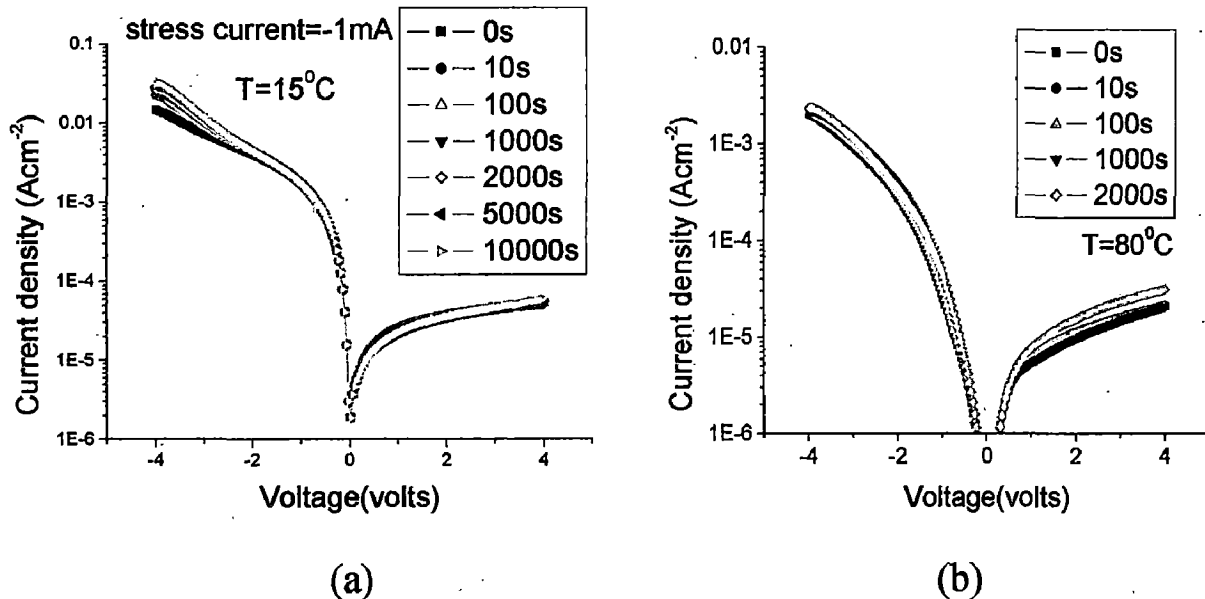 stress current=-1mA
T=15⁰C
0s
10s
100s
1000s
2000s
5000s
10000s
0.1
0.01
1E-3
1E-4
1E-5
1E-6
Current density (Acm⁻²)
-4
-2
0
2
4
Voltage(volts)
(a)
0s
10s
100s
1000s
2000s
T=80⁰C
0.01
1E-3
1E-4
1E-5
1E-6
Current density (Acm⁻²)
-4
-2
0
2
4
Voltage(volts)
(b)